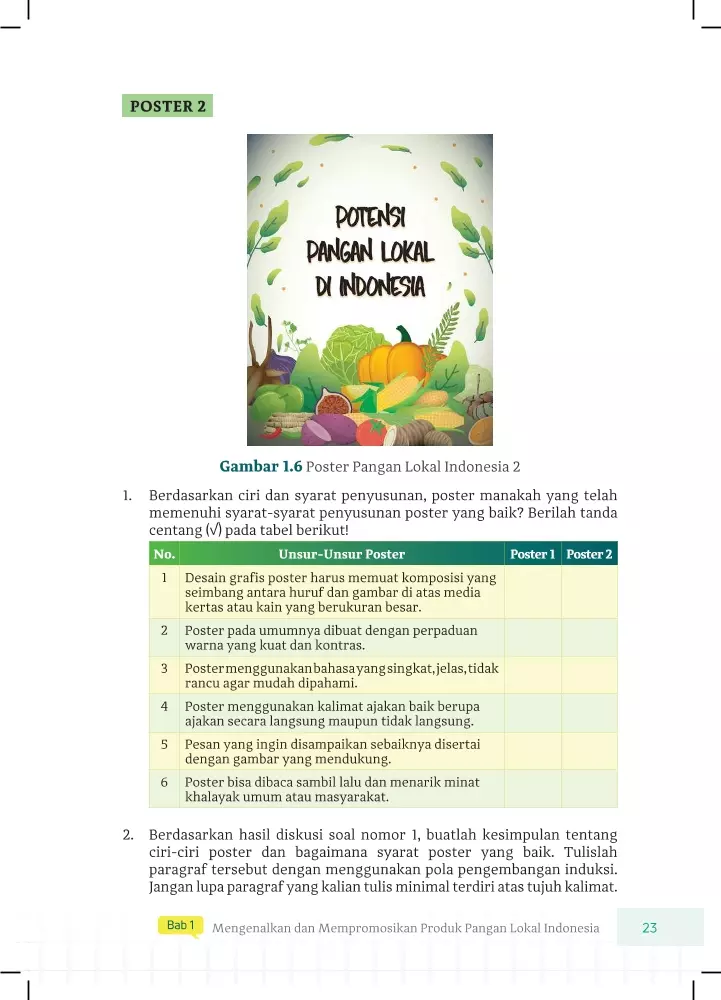 POSTER 2
POTENSI
PANGAN LOKAL
DI INDONESIA
Gambar 1.6 Poster Pangan Lokal Indonesia 2
1. Berdasarkan ciri dan syarat penyusunan, poster manakah yang telah
memenuhi syarat-syarat penyusunan poster yang baik? Berilah tanda
centang (√) pada tabel berikut!
No. Unsur-Unsur Poster Poster 1 Poster 2
1 Desain grafis poster harus memuat komposisi yang
seimbang antara huruf dan gambar di atas media
kertas atau kain yang berukuran besar.
2 Poster pada umumnya dibuat dengan perpaduan
warna yang kuat dan kontras.
3 Poster menggunakan bahasa yang singkat, jelas, tidak
rancu agar mudah dipahami.
4 Poster menggunakan kalimat ajakan baik berupa
ajakan secara langsung maupun tidak langsung.
5 Pesan yang ingin disampaikan sebaiknya disertai
dengan gambar yang mendukung.
6 Poster bisa dibaca sambil lalu dan menarik minat
khalayak umum atau masyarakat.
2. Berdasarkan hasil diskusi soal nomor 1, buatlah kesimpulan tentang
ciri-ciri poster dan bagaimana syarat poster yang baik. Tulislah
paragraf tersebut dengan menggunakan pola pengembangan induksi.
Jangan lupa paragraf yang kalian tulis minimal terdiri atas tujuh kalimat.
Bab 1 Mengenalkan dan Mempromosikan Produk Pangan Lokal Indonesia 23